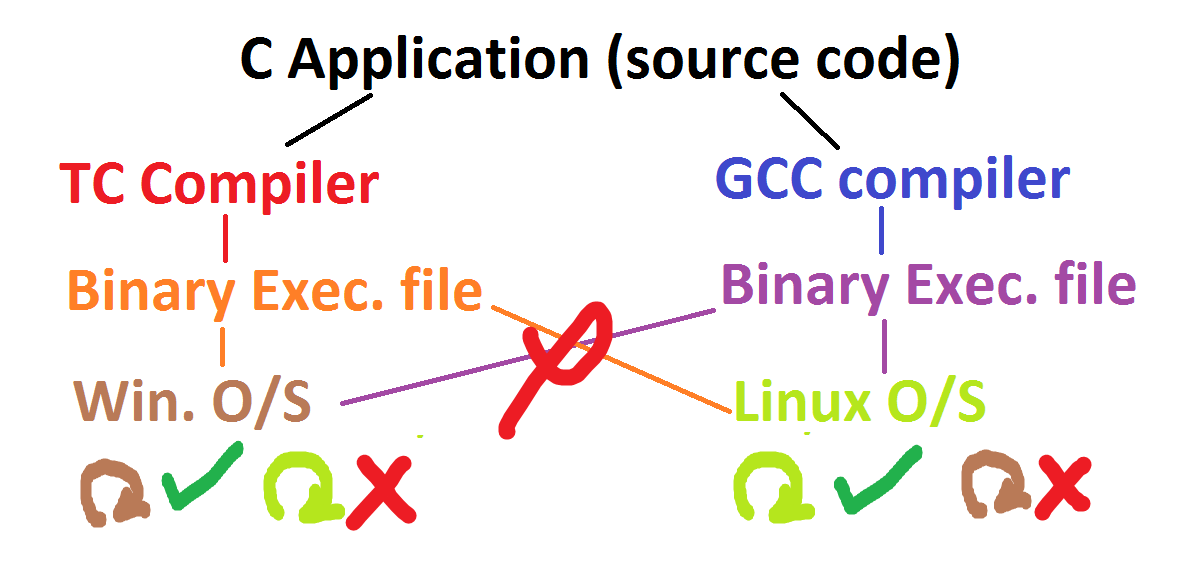 C Application (source code)
TC Compiler
GCC compiler
Binary Exec. file
Binary Exec. file
Win. O/S
Linux O/S